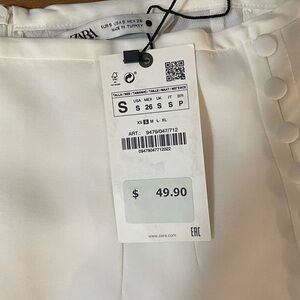 ZARA
EUR S USA S MEX 26
MADE IN TURKEY
S
USA MEX UK IT BR
S 26 S S P
XS S M L XL
ART.: 9479/047/712
09479047712022
$ 49.90
www.zara.com
EAC